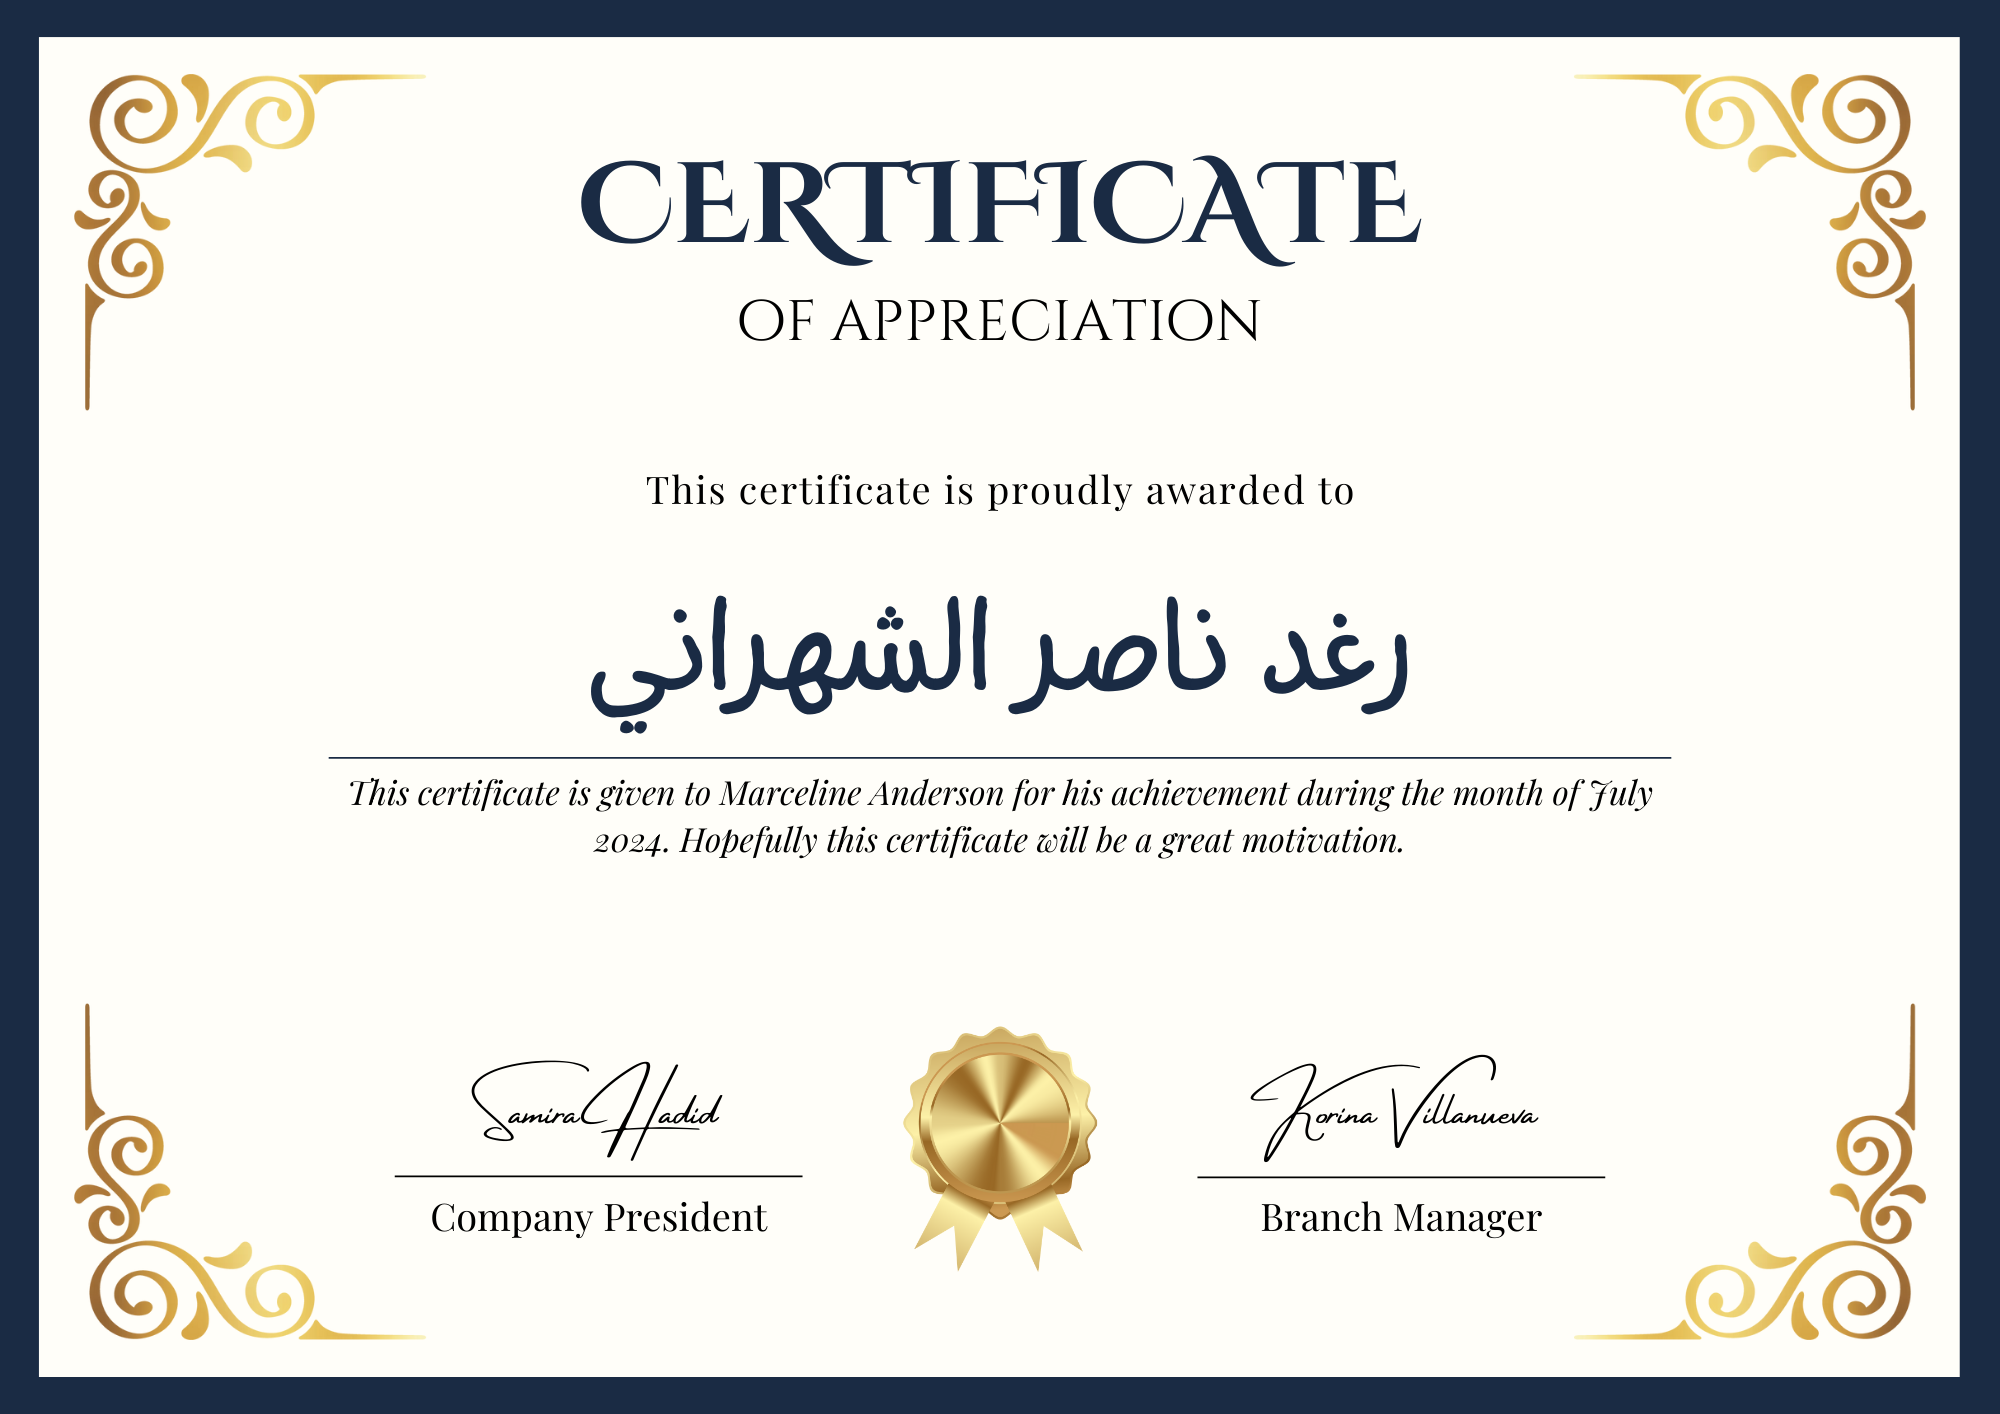 CERTIFICATE
OF APPRECIATION
This certificate is proudly awarded to
رغد ناصر الشهراني
This certificate is given to Marceline Anderson for his achievement during the month of July
2024. Hopefully this certificate will be a great motivation.
Samira Hadid
Korina Villanueva
Company President
Branch Manager